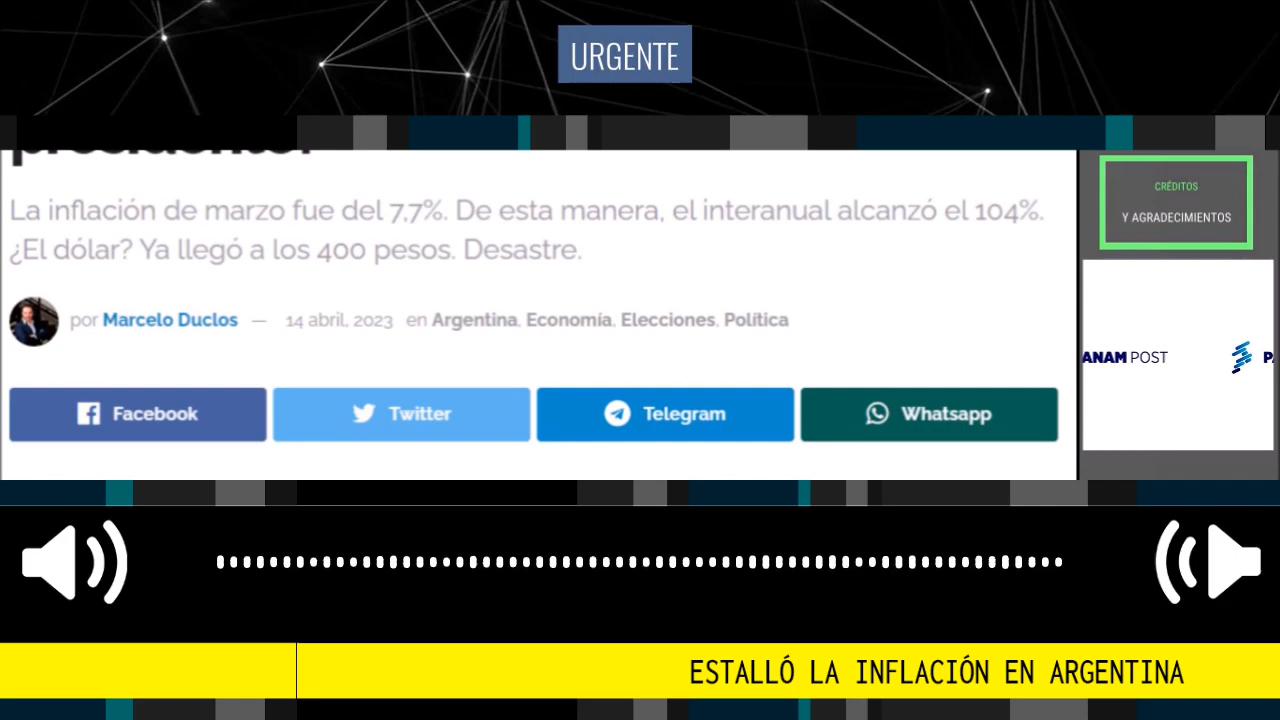 URGENTE
La inflación de marzo fue del 7,7%. De esta manera, el interanual alcanzó el 104%.
¿El dólar? Ya llegó a los 400 pesos. Desastre.
por Marcelo Duclos — 14 abril, 2023 en Argentina, Economía, Elecciones, Política
Facebook
Twitter
Telegram
Whatsapp
CRÉDITOS
Y AGRADECIMIENTOS
ANAM POST
P
ESTALLÓ LA INFLACIÓN EN ARGENTINA